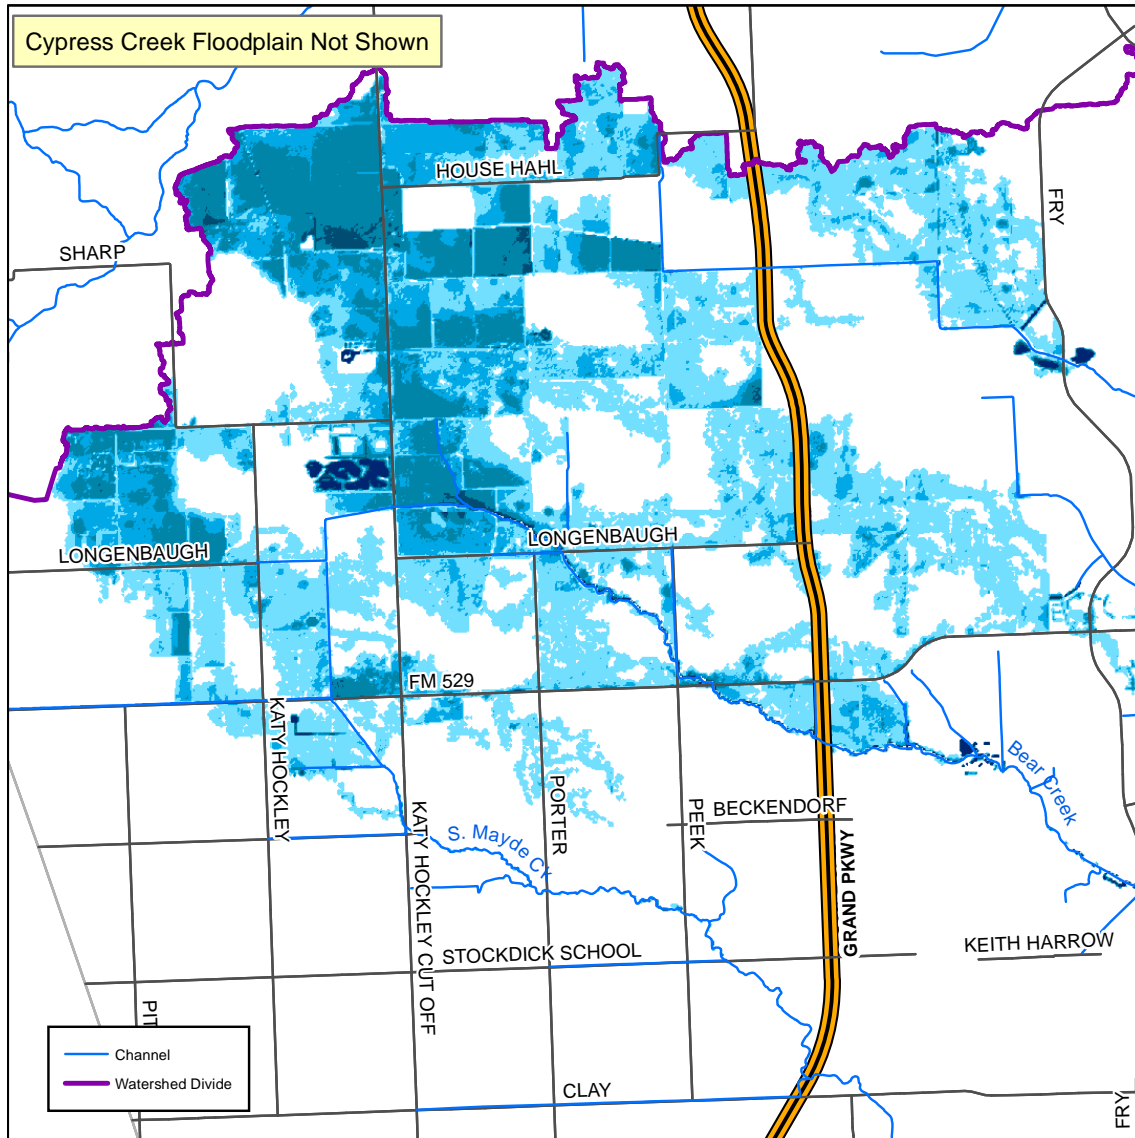 Cypress Creek Floodplain Not Shown
HOUSE HAHL
FRY
SHARP
LONGENBAUGH
LONGENBAUGH
FM 529
KATY HOCKLEY
KATY HOCKLEY CUT OFF
PORTER
PEEK
BECKENDORF
Bear Creek
S. Mayde Cr
GRAND PKWY
STOCKDICK SCHOOL
KEITH HARROW
PIT
Channel
Watershed Divide
CLAY
FRY